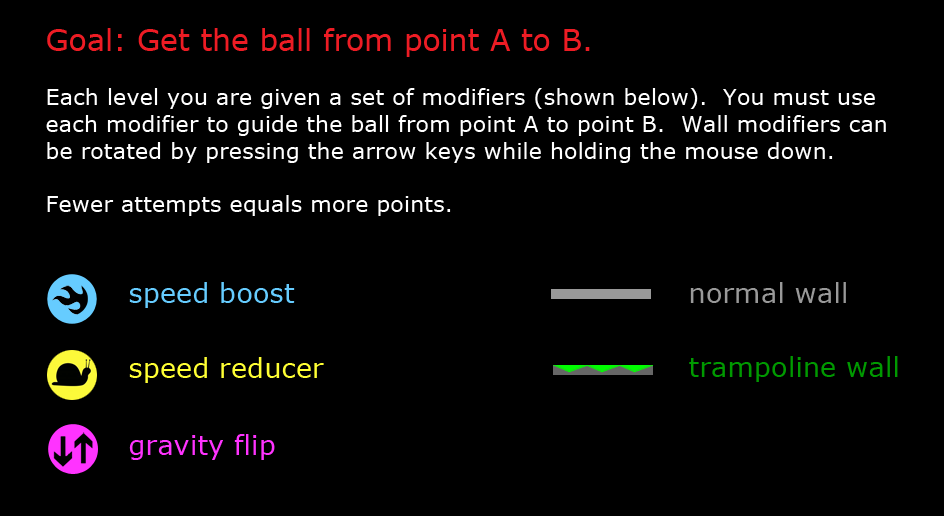 Goal: Get the ball from point A to B.
Each level you are given a set of modifiers (shown below).  You must use
each modifier to guide the ball from point A to point B.  Wall modifiers can
be rotated by pressing the arrow keys while holding the mouse down.
Fewer attempts equals more points.
speed boost
normal wall
speed reducer
trampoline wall
gravity flip